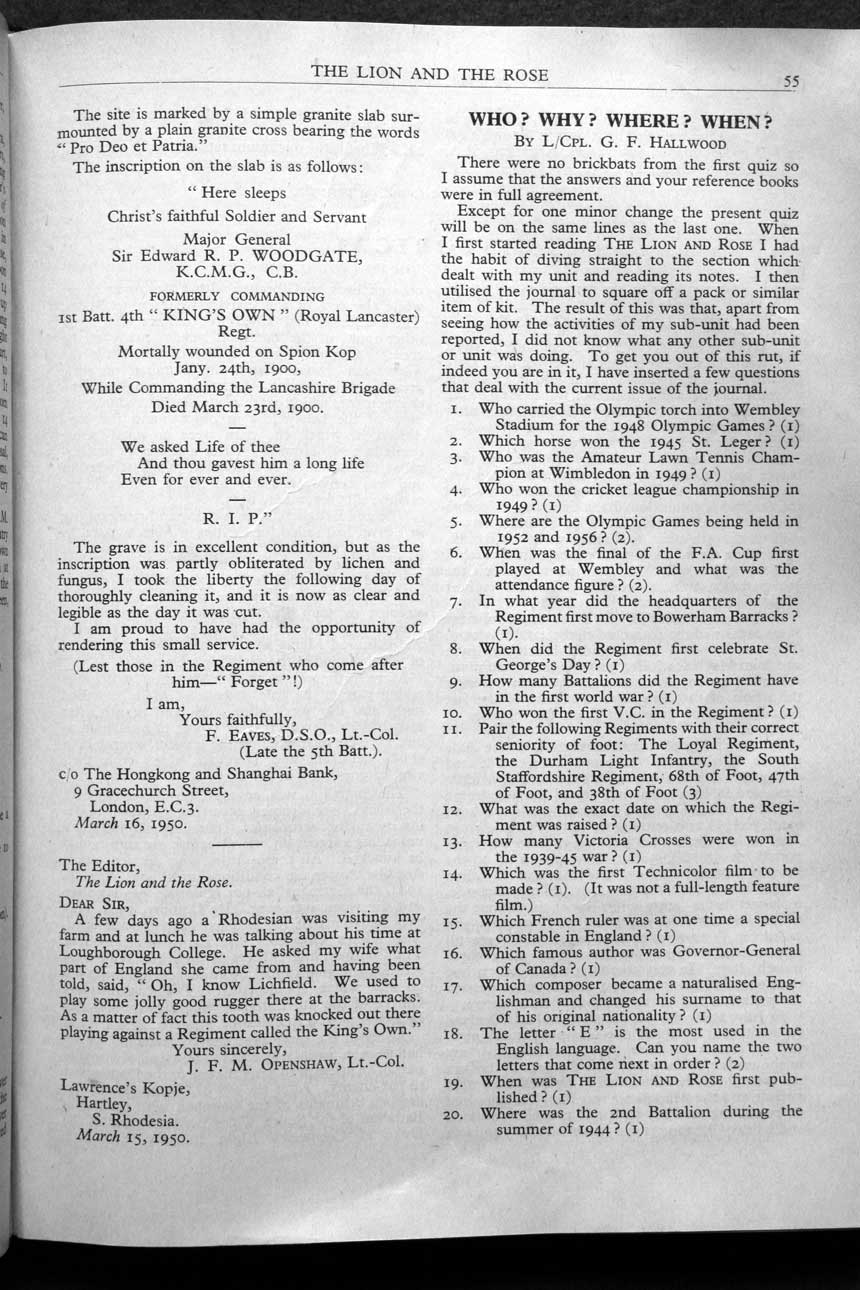 THE LION AND THE ROSE
55
The site is marked by a simple granite slab sur-
mounted by a plain granite cross bearing the words
“ Pro Deo et Patria.”
The inscription on the slab is as follows:
“ Here sleeps
Christ’s faithful Soldier and Servant
Major General
Sir Edward R. P. WOODGATE,
K.C.M.G., C.B.
FORMERLY COMMANDING
1st Batt. 4th “ KING’S OWN ” (Royal Lancaster)
Regt.
Mortally wounded on Spion Kop
Jany. 24th, 1900,
While Commanding the Lancashire Brigade
Died March 23rd, 1900.
We asked Life of thee
And thou gavest him a long life
Even for ever and ever.
R. I. P.”
The grave is in excellent condition, but as the
inscription was partly obliterated by lichen and
fungus, I took the liberty the following day of
thoroughly cleaning it, and it is now as clear and
legible as the day it was cut.
I am proud to have had the opportunity of
rendering this small service.
(Lest those in the Regiment who come after
him—“ Forget ”!)
I am,
Yours faithfully,
F. EAVES, D.S.O., Lt.-Col.
(Late the 5th Batt.).
c/o The Hongkong and Shanghai Bank,
9 Gracechurch Street,
London, E.C.3.
March 16, 1950.
The Editor,
The Lion and the Rose.
DEAR SIR,
A few days ago a Rhodesian was visiting my
farm and at lunch he was talking about his time at
Loughborough College. He asked my wife what
part of England she came from and having been
told, said, “ Oh, I know Lichfield. We used to
play some jolly good rugger there at the barracks.
As a matter of fact this tooth was knocked out there
playing against a Regiment called the King’s Own.”
Yours sincerely,
J. F. M. OPENSHAW, Lt.-Col.
Lawrence’s Kopje,
Hartley,
S. Rhodesia.
March 15, 1950.
WHO? WHY? WHERE? WHEN?
BY L/CPL. G. F. HALLWOOD
There were no brickbats from the first quiz so
I assume that the answers and your reference books
were in full agreement.
Except for one minor change the present quiz
will be on the same lines as the last one. When
I first started reading THE LION AND ROSE I had
the habit of diving straight to the section which
dealt with my unit and reading its notes. I then
utilised the journal to square off a pack or similar
item of kit. The result of this was that, apart from
seeing how the activities of my sub-unit had been
reported, I did not know what any other sub-unit
or unit was doing. To get you out of this rut, if
indeed you are in it, I have inserted a few questions
that deal with the current issue of the journal.
1. Who carried the Olympic torch into Wembley
Stadium for the 1948 Olympic Games? (1)
2. Which horse won the 1945 St. Leger? (1)
3. Who was the Amateur Lawn Tennis Cham-
pion at Wimbledon in 1949? (1)
4. Who won the cricket league championship in
1949? (1)
5. Where are the Olympic Games being held in
1952 and 1956? (2).
6. When was the final of the F.A. Cup first
played at Wembley and what was the
attendance figure? (2).
7. In what year did the headquarters of the
Regiment first move to Bowerham Barracks?
(1).
8. When did the Regiment first celebrate St.
George’s Day? (1)
9. How many Battalions did the Regiment have
in the first world war? (1)
10. Who won the first V.C. in the Regiment? (1)
11. Pair the following Regiments with their correct
seniority of foot: The Loyal Regiment,
the Durham Light Infantry, the South
Staffordshire Regiment, 68th of Foot, 47th
of Foot, and 38th of Foot (3)
12. What was the exact date on which the Regi-
ment was raised? (1)
13. How many Victoria Crosses were won in
the 1939-45 war? (1)
14. Which was the first Technicolor film to be
made? (1). (It was not a full-length feature
film.)
15. Which French ruler was at one time a special
constable in England? (1)
16. Which famous author was Governor-General
of Canada? (1)
17. Which composer became a naturalised Eng-
lishman and changed his surname to that
of his original nationality? (1)
18. The letter “ E ” is the most used in the
English language. Can you name the two
letters that come next in order? (2)
19. When was THE LION AND ROSE first pub-
lished? (1)
20. Where was the 2nd Battalion during the
summer of 1944? (1)